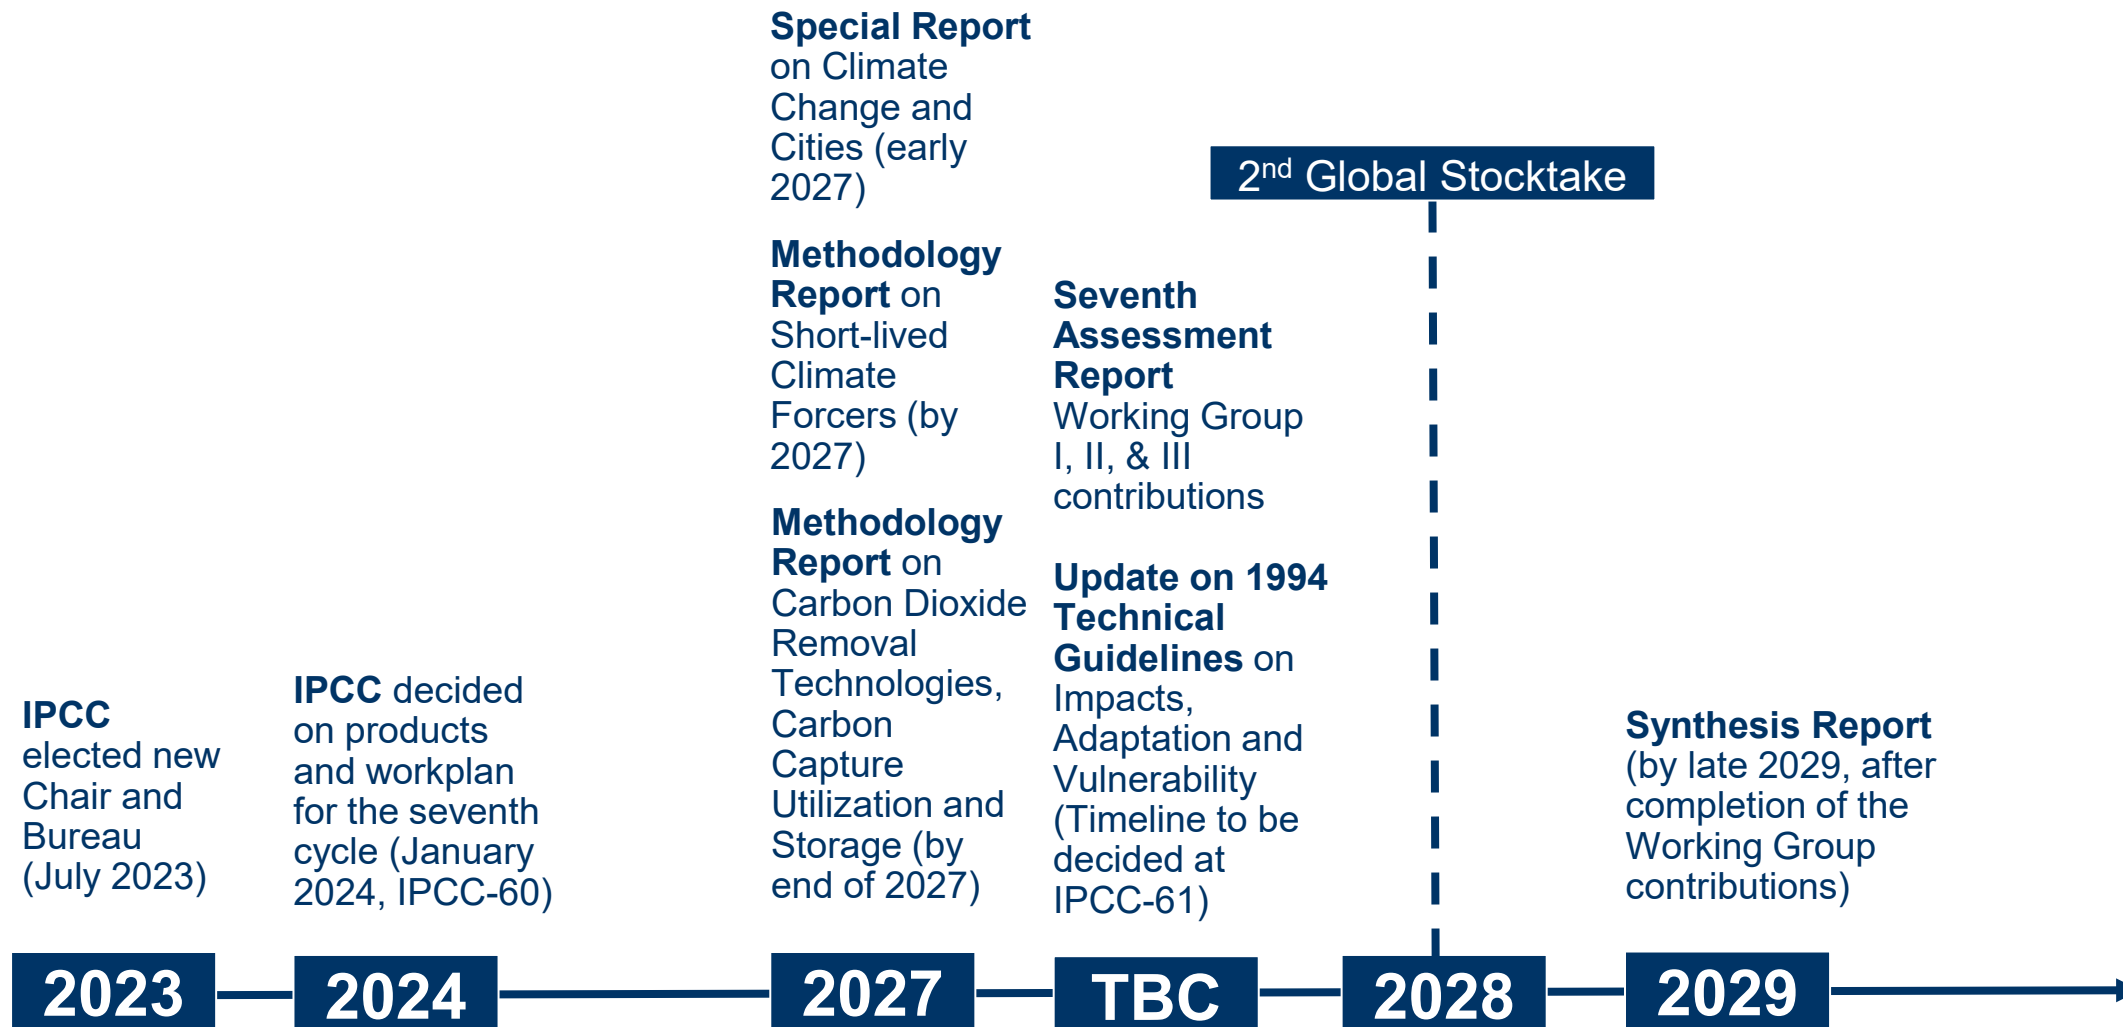 Special Report
on Climate
Change and
Cities (early
2027)
Methodology
Report on
Short-lived
Climate
Forcers (by
2027)
Methodology
Report on
Carbon Dioxide
Removal
Technologies,
Carbon
Capture
Utilization and
Storage (by
end of 2027)
2nd Global Stocktake
Seventh
Assessment
Report
Working Group
I, II, & III
contributions
Update on 1994
Technical
Guidelines on
Impacts,
Adaptation and
Vulnerability
(Timeline to be
decided at
IPCC-61)
IPCC
elected new
Chair and
Bureau
(July 2023)
IPCC decided
on products
and workplan
for the seventh
cycle (January
2024, IPCC-60)
Synthesis Report
(by late 2029, after
completion of the
Working Group
contributions)
2023
2024
2027
TBC
2028
2029